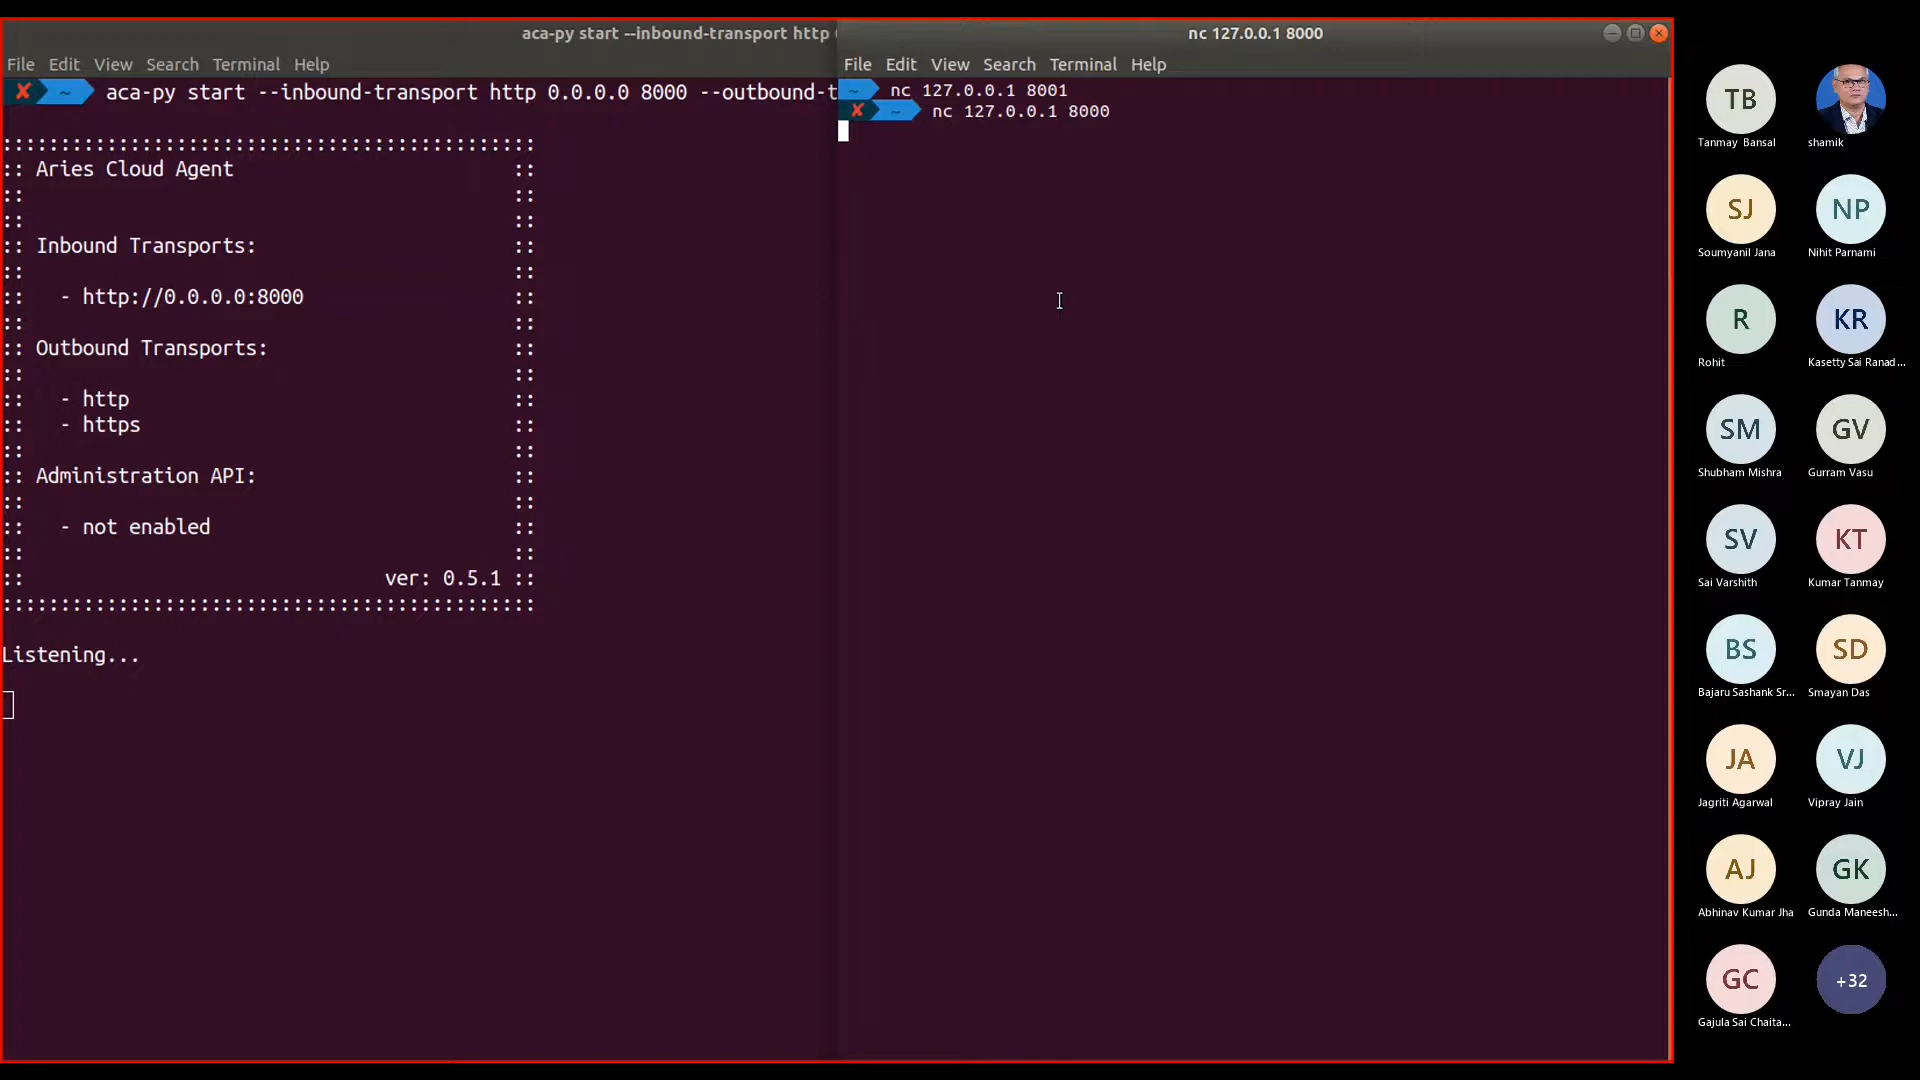 aca-py start --inbound-transport http
File Edit View Search Terminal Help
✘ ~ aca-py start --inbound-transport http 0.0.0.0 8000 --outbound-t
:::::::::::::::::::::::::::::::::::::::::::::
:: Aries Cloud Agent ::
:: ::
:: ::
:: Inbound Transports: ::
:: ::
:: - http://0.0.0.0:8000 ::
:: ::
:: Outbound Transports: ::
:: ::
:: - http ::
:: - https ::
:: ::
:: Administration API: ::
:: ::
:: - not enabled ::
:: ::
:: ver: 0.5.1 ::
:::::::::::::::::::::::::::::::::::::::::::::
Listening...
nc 127.0.0.1 8000
File Edit View Search Terminal Help
~ nc 127.0.0.1 8001
✘ ~ nc 127.0.0.1 8000
TB
Tanmay Bansal
shamik
SJ
Soumyanil Jana
NP
Nihit Parnami
R
Rohit
KR
Kasetty Sai Ranad...
SM
Shubham Mishra
GV
Gurram Vasu
SV
Sai Varshith
KT
Kumar Tanmay
BS
Bajaru Sashank Sr...
SD
Smayan Das
JA
Jagriti Agarwal
VJ
Vipray Jain
AJ
Abhinav Kumar Jha
GK
Gunda Maneesh...
GC
Gajula Sai Chaita...
+32